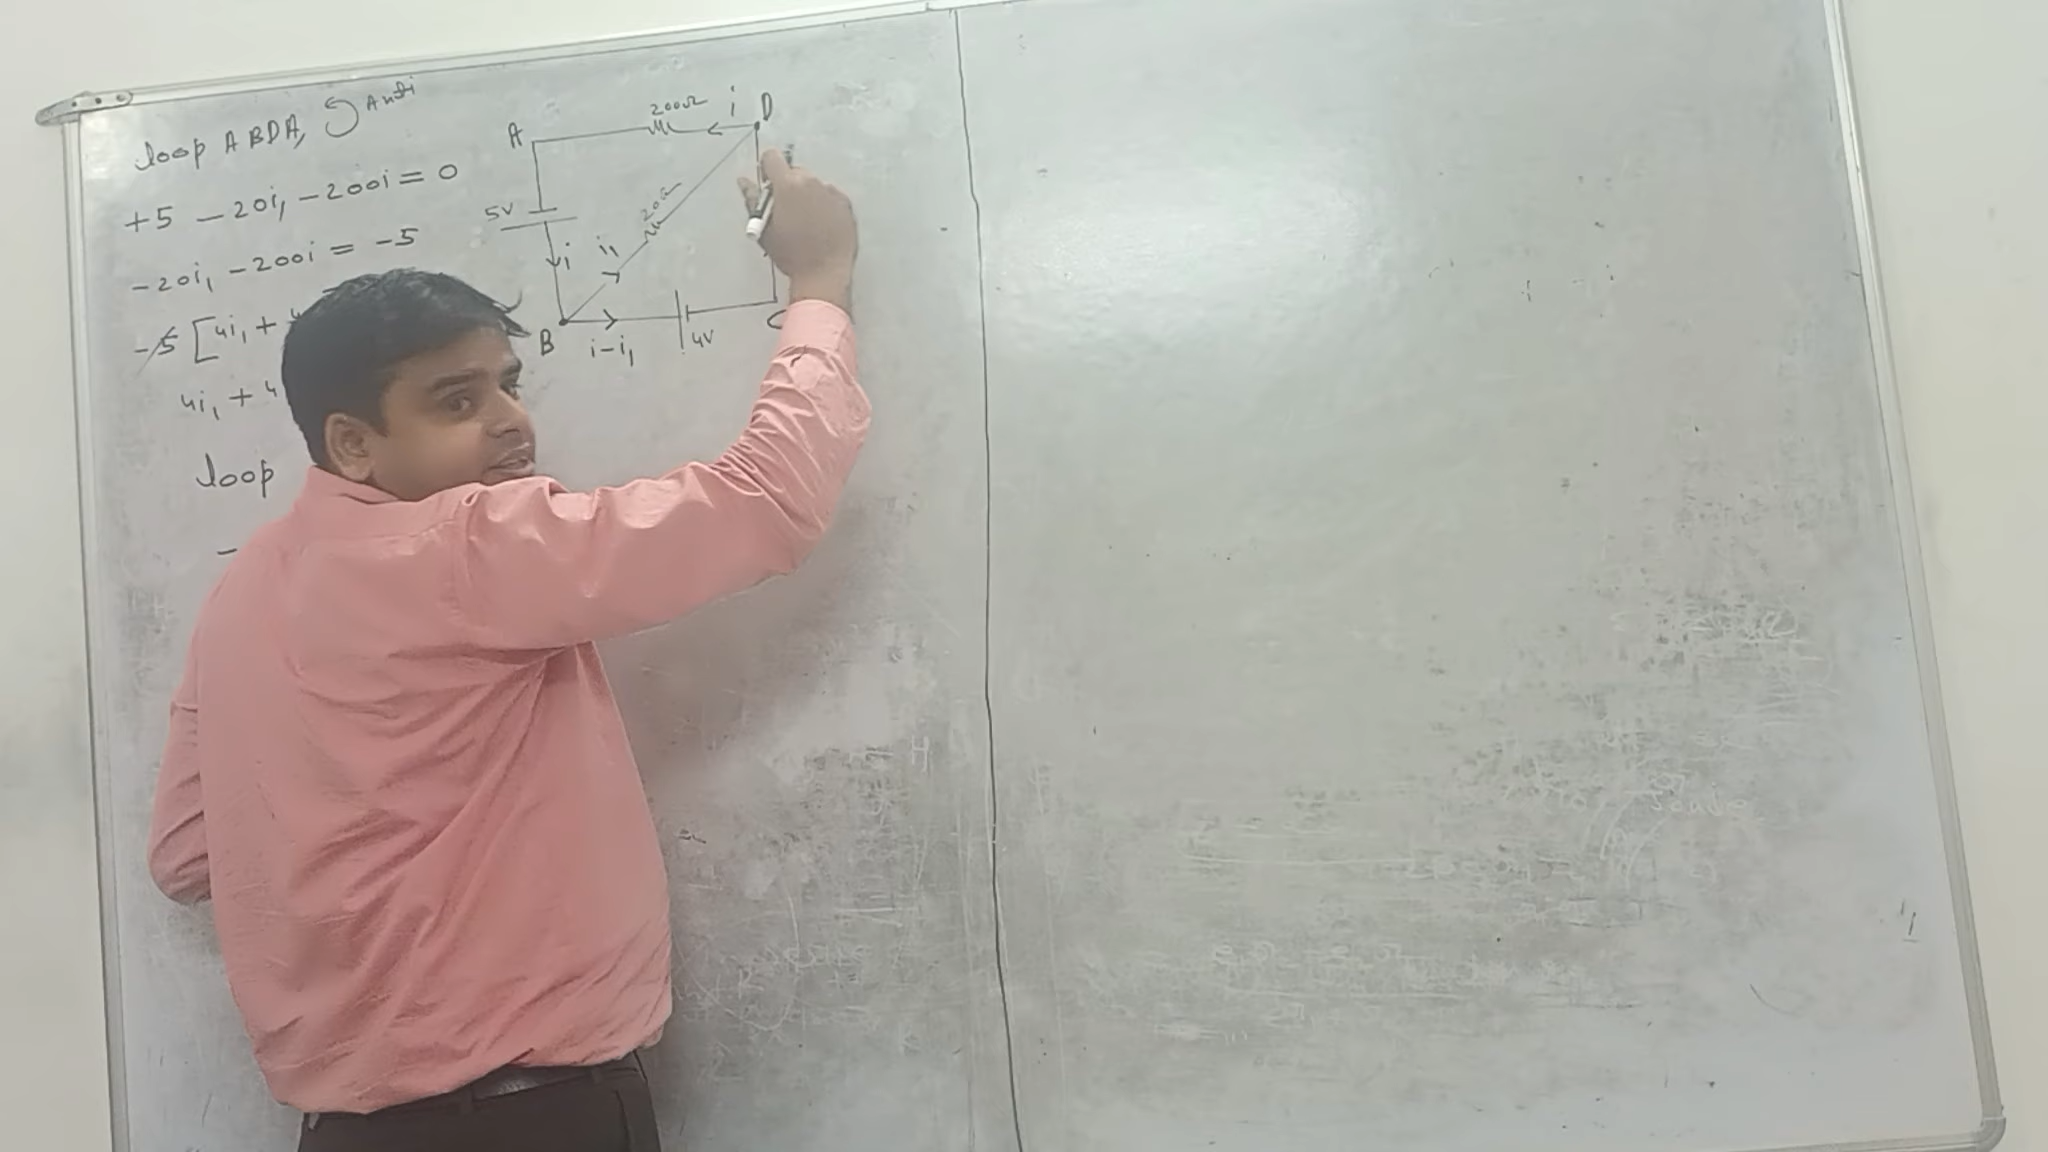 loop ABDA, Anti
+5 - 20i₁ - 200i = 0
-20i₁ - 200i = -5
-5 [4i₁ + 4
4i₁ + 4
loop
-
A
200Ω
i
D
5V
20Ω
i
i₁
B
i-i₁
4V
C